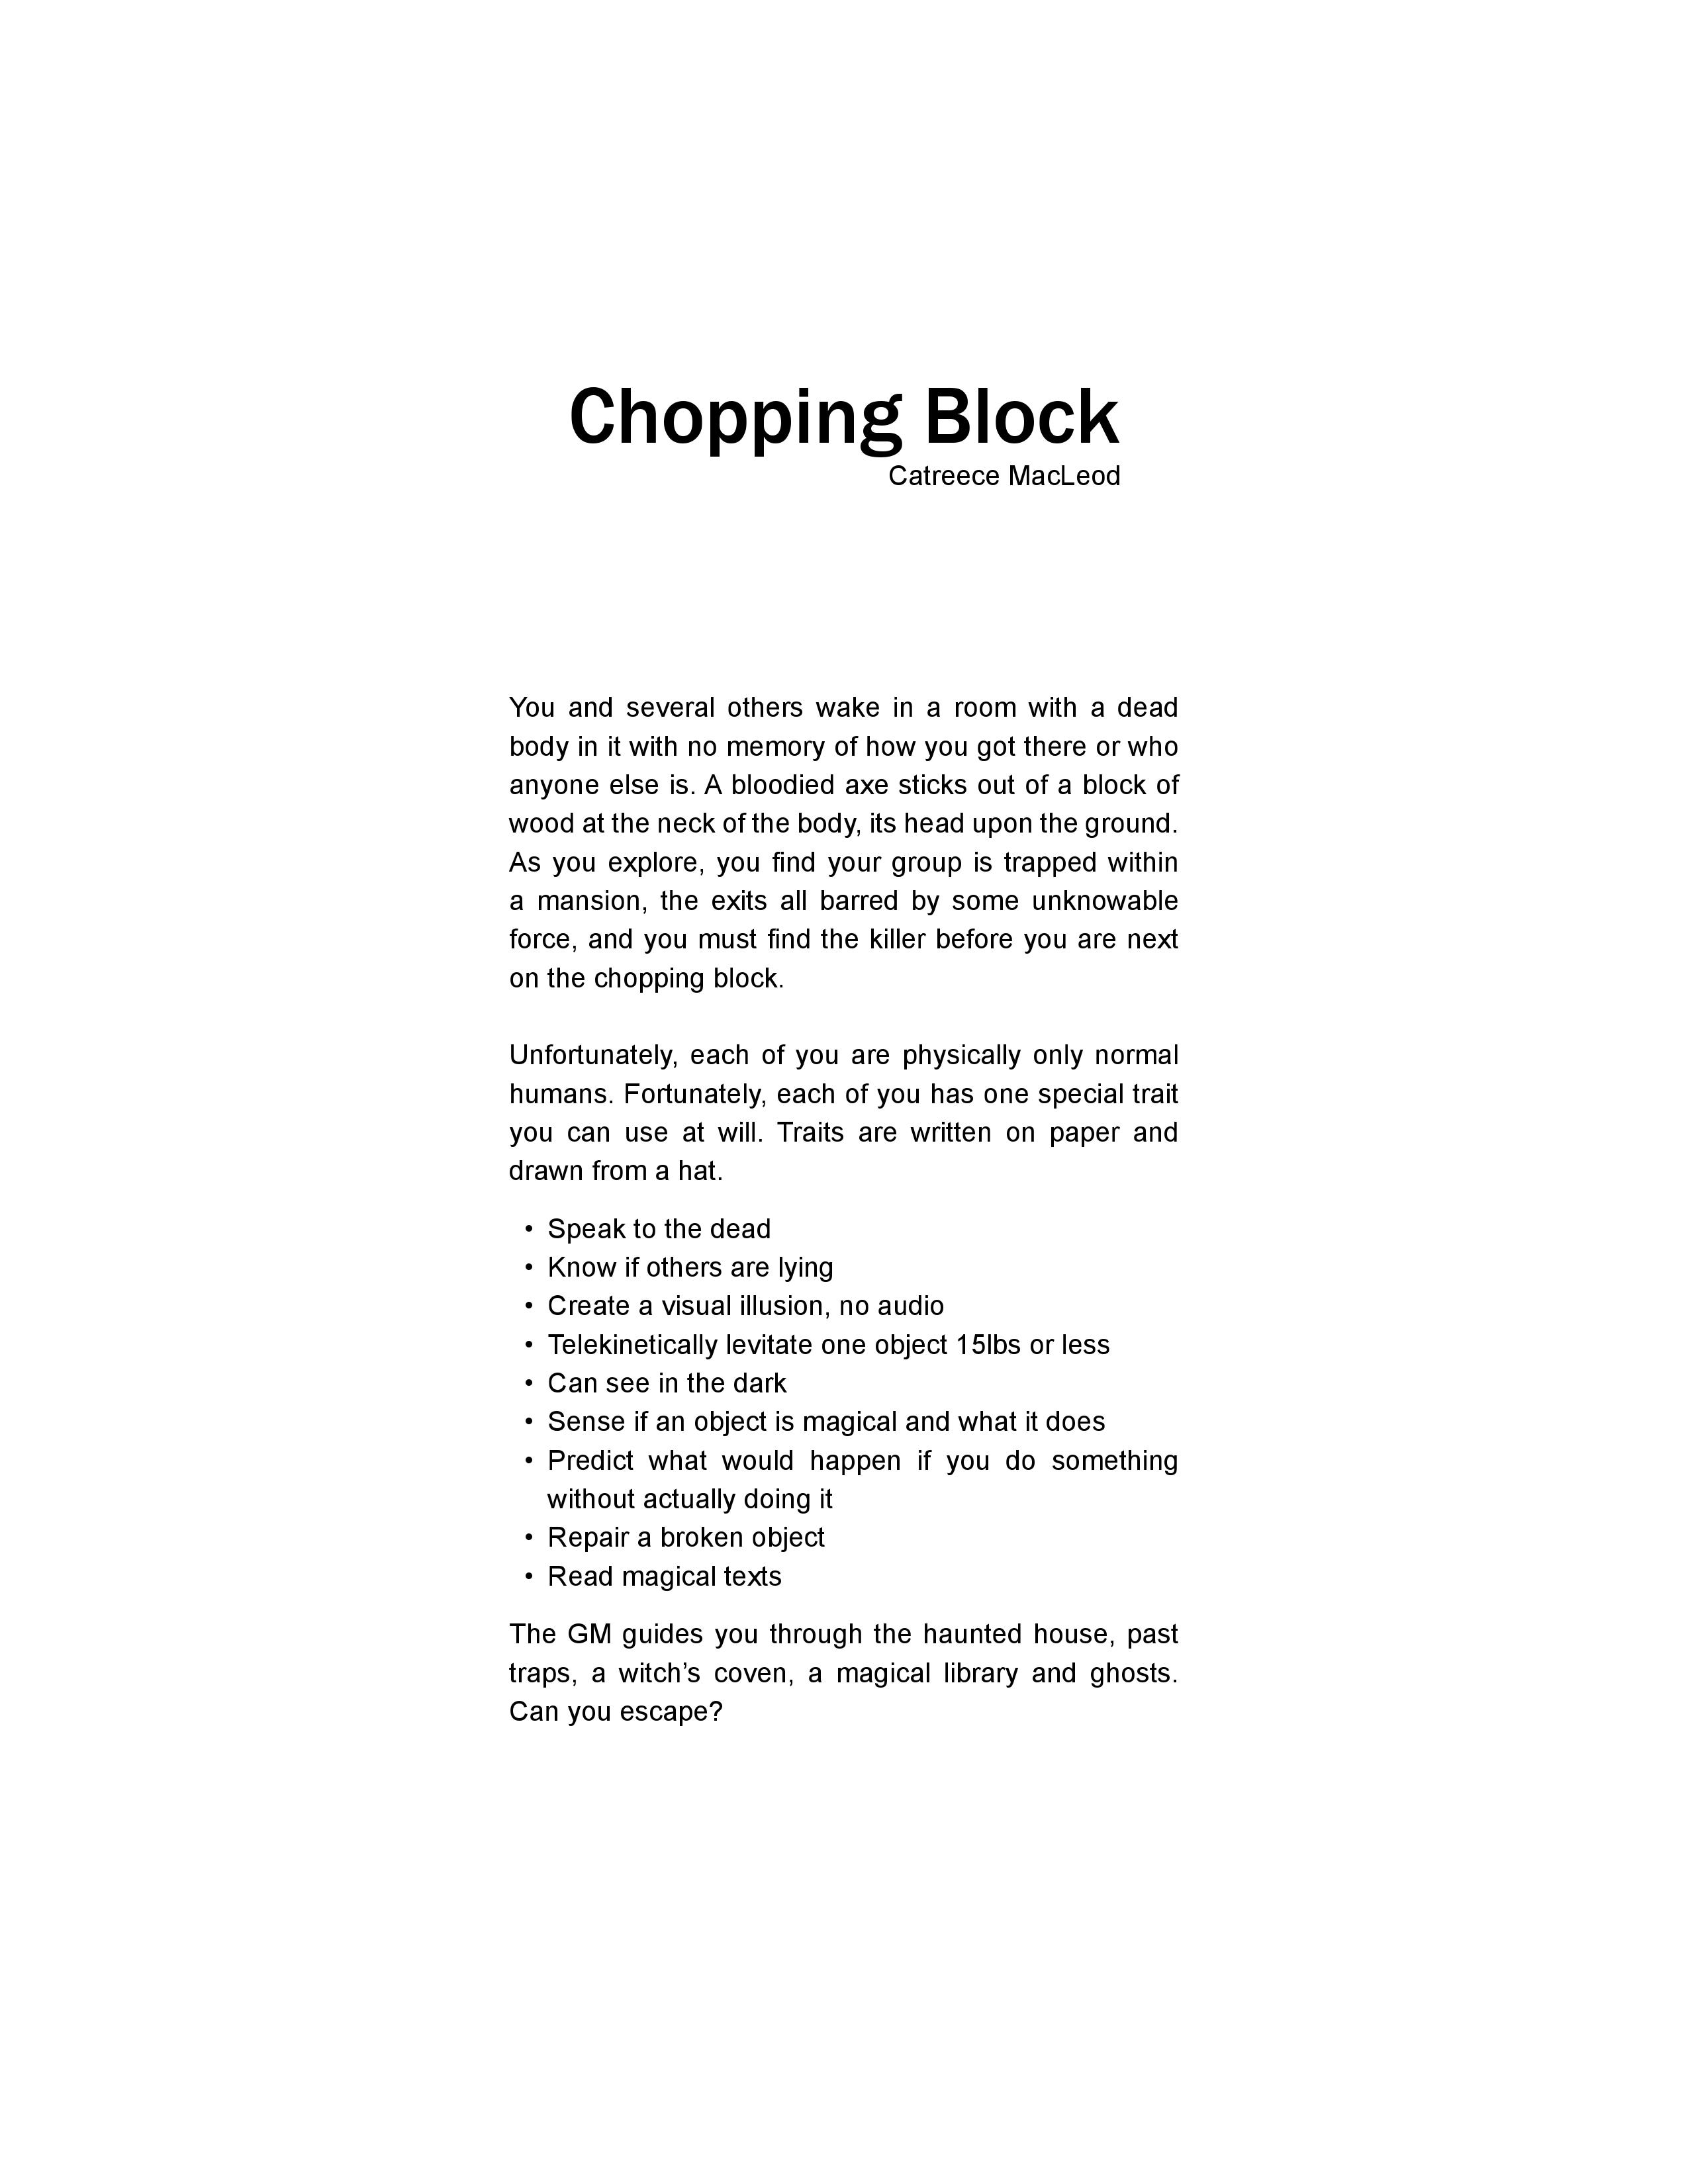 Chopping Block
Catreece MacLeod
You and several others wake in a room with a dead
body in it with no memory of how you got there or who
anyone else is. A bloodied axe sticks out of a block of
wood at the neck of the body, its head upon the ground.
As you explore, you find your group is trapped within
a mansion, the exits all barred by some unknowable
force, and you must find the killer before you are next
on the chopping block.
Unfortunately, each of you are physically only normal
humans. Fortunately, each of you has one special trait
you can use at will. Traits are written on paper and
drawn from a hat.
• Speak to the dead
• Know if others are lying
• Create a visual illusion, no audio
• Telekinetically levitate one object 15lbs or less
• Can see in the dark
• Sense if an object is magical and what it does
• Predict what would happen if you do something
without actually doing it
• Repair a broken object
• Read magical texts
The GM guides you through the haunted house, past
traps, a witch’s coven, a magical library and ghosts.
Can you escape?